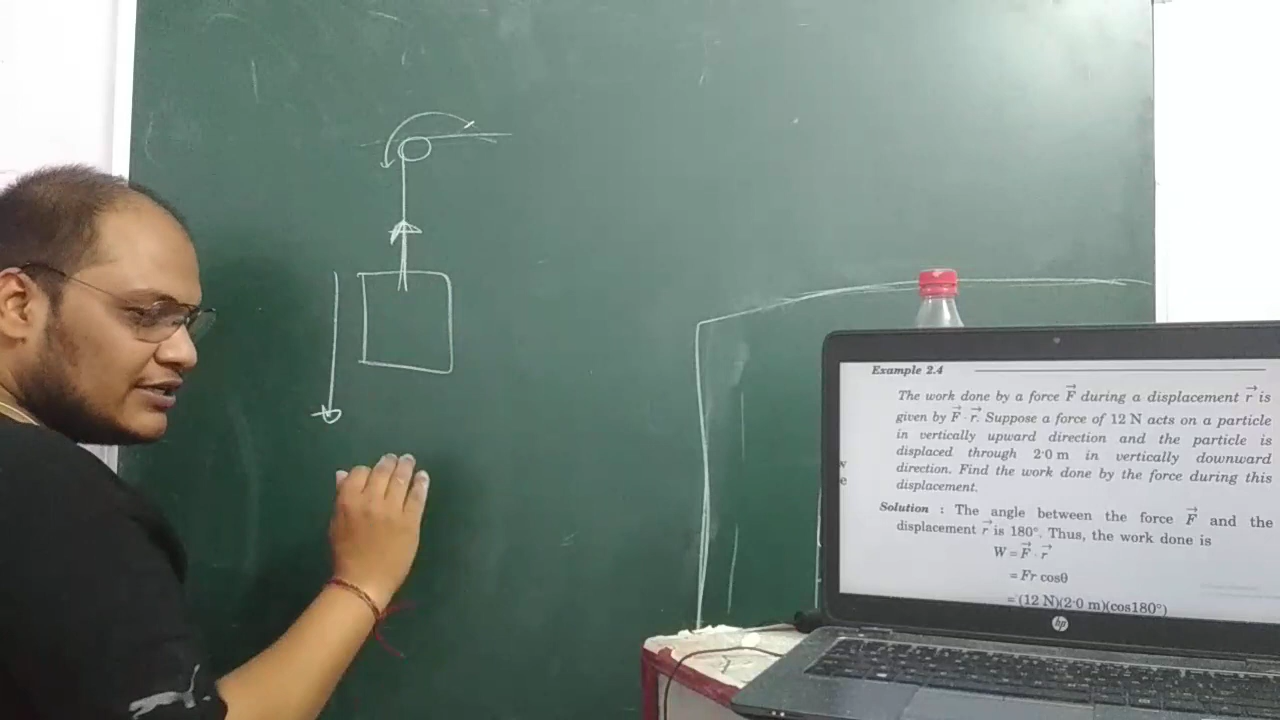 Example 2.4
The work done by a force F⃗ during a displacement r⃗ is
given by F⃗ · r⃗. Suppose a force of 12 N acts on a particle
in vertically upward direction and the particle is
displaced through 2·0 m in vertically downward
direction. Find the work done by the force during this
displacement.
Solution : The angle between the force F⃗ and the
displacement r⃗ is 180°. Thus, the work done is
W = F⃗ · r⃗
= Fr cosθ
= (12 N)(2·0 m)(cos180°)
hp